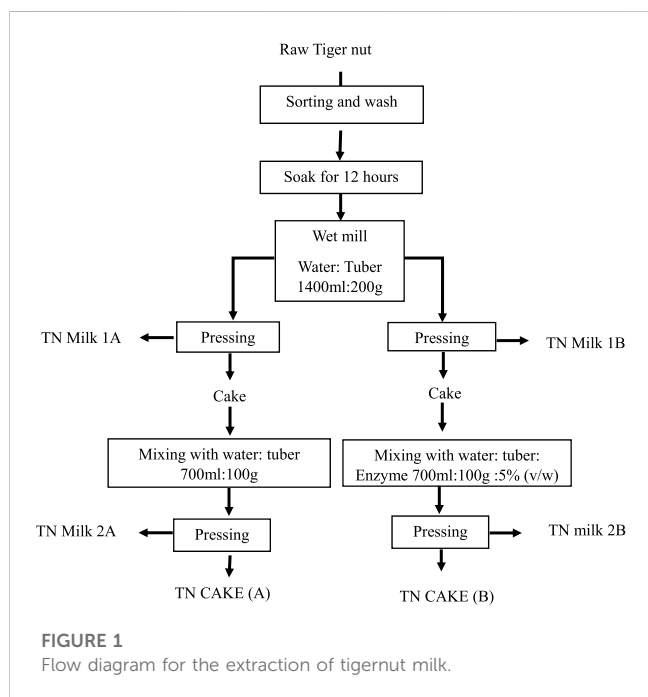 Raw Tiger nut
Sorting and wash
Soak for 12 hours
Wet mill
Water: Tuber
1400ml:200g
TN Milk 1A
Pressing
Pressing
TN Milk 1B
Cake
Cake
Mixing with water: tuber
700ml:100g
Mixing with water: tuber:
Enzyme 700ml:100g :5% (v/w)
TN Milk 2A
Pressing
Pressing
TN milk 2B
TN CAKE (A)
TN CAKE (B)
FIGURE 1
Flow diagram for the extraction of tigernut milk.